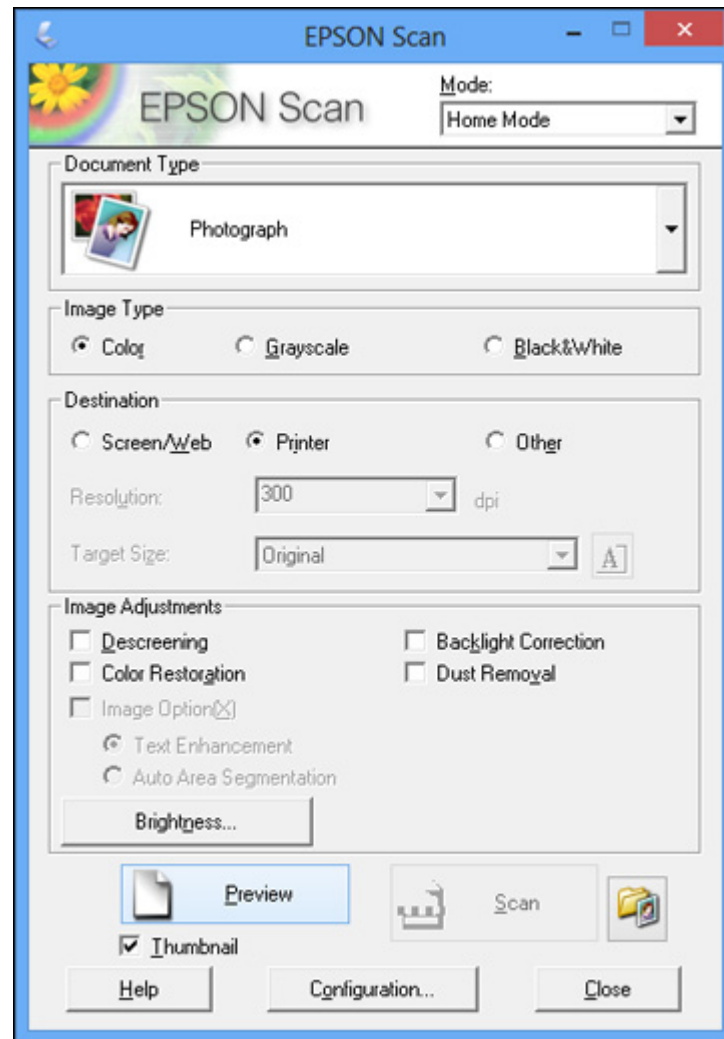 EPSON Scan
EPSON Scan
Mode:
Home Mode
Document Type
Photograph
Image Type
Color Grayscale Black&White
Destination
Screen/Web Printer Other
Resolution: 300 dpi
Target Size: Original A
Image Adjustments
Descreening Backlight Correction
Color Restoration Dust Removal
Image Option(X)
Text Enhancement
Auto Area Segmentation
Brightness...
Preview Scan
Thumbnail
Help Configuration... Close